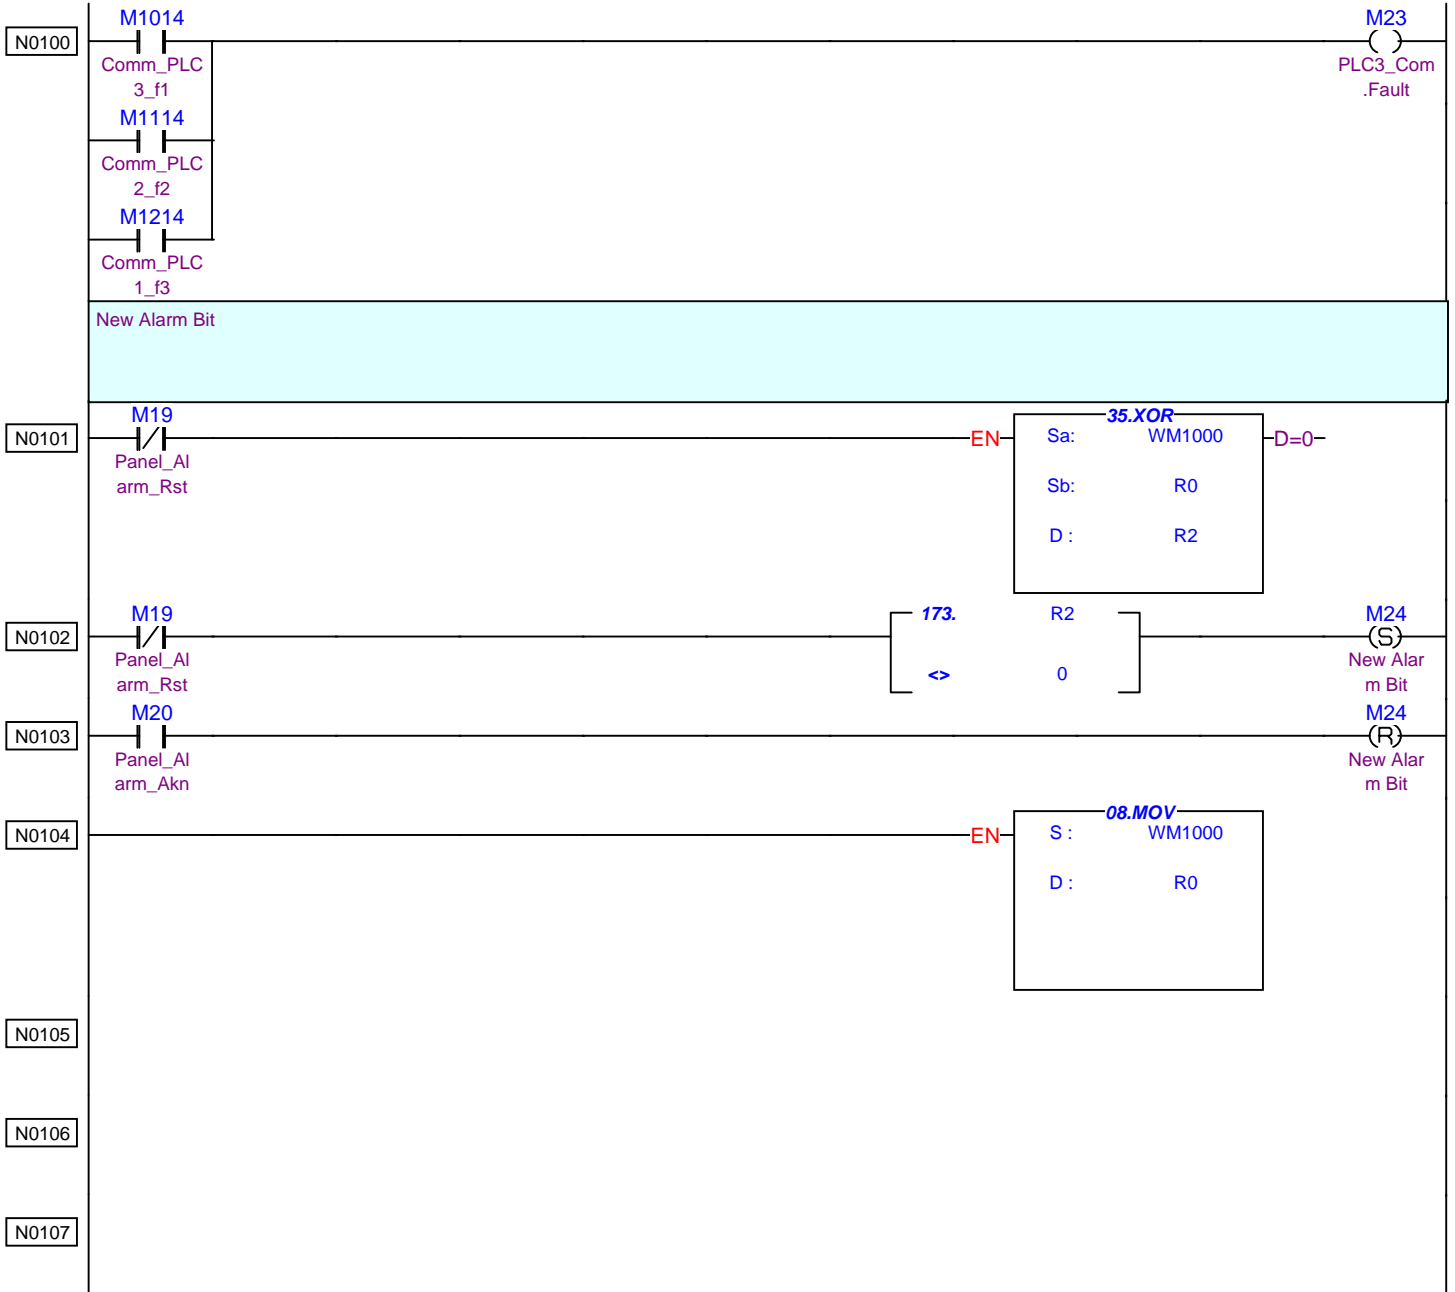 M1014
M23
N0100
Comm_PLC
3_f1
PLC3_Com
.Fault
M1114
Comm_PLC
2_f2
M1214
Comm_PLC
1_f3
New Alarm Bit
M19
35.XOR
N0101
EN
Sa: WM1000
D=0
Panel_Al
arm_Rst
Sb: R0
D : R2
M19
173. R2
M24
N0102
(S)
Panel_Al
arm_Rst
<> 0
New Alar
m Bit
M20
M24
N0103
(R)
Panel_Al
arm_Akn
New Alar
m Bit
08.MOV
N0104
EN
S : WM1000
D : R0
N0105
N0106
N0107